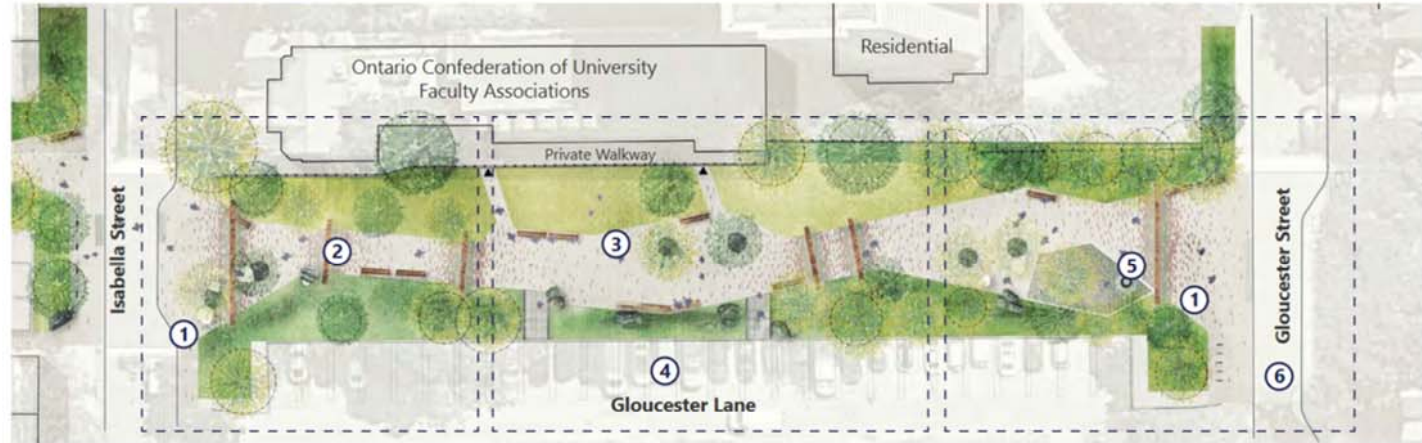 Ontario Confederation of University
Faculty Associations
Residential
Private Walkway
Isabella Street
Gloucester Street
2
3
5
1
1
4
6
Gloucester Lane